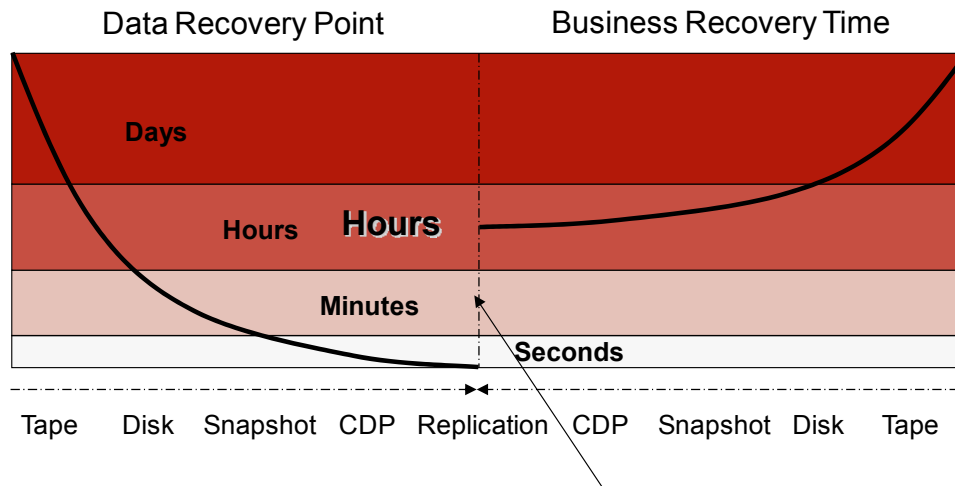 Data Recovery Point
Business Recovery Time
Days
Hours
Hours
Minutes
Seconds
Tape Disk Snapshot CDP Replication CDP Snapshot Disk Tape